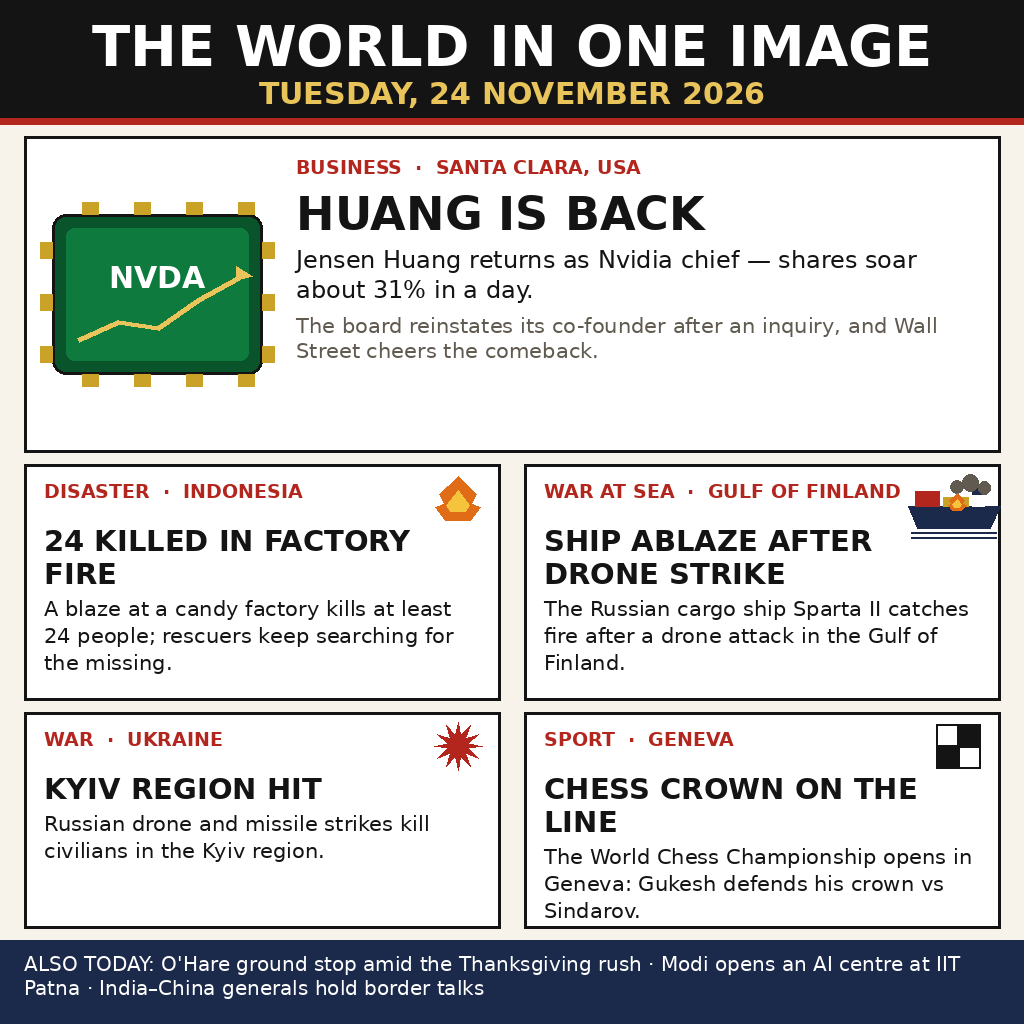 THE WORLD IN ONE IMAGE
TUESDAY, 24 NOVEMBER 2026
BUSINESS · SANTA CLARA, USA
HUANG IS BACK
Jensen Huang returns as Nvidia chief — shares soar
about 31% in a day.
The board reinstates its co-founder after an inquiry, and Wall
Street cheers the comeback.
NVDA
DISASTER · INDONESIA
24 KILLED IN FACTORY
FIRE
A blaze at a candy factory kills at least
24 people; rescuers keep searching for
the missing.
WAR AT SEA · GULF OF FINLAND
SHIP ABLAZE AFTER
DRONE STRIKE
The Russian cargo ship Sparta II catches
fire after a drone attack in the Gulf of
Finland.
WAR · UKRAINE
KYIV REGION HIT
Russian drone and missile strikes kill
civilians in the Kyiv region.
SPORT · GENEVA
CHESS CROWN ON THE
LINE
The World Chess Championship opens in
Geneva: Gukesh defends his crown vs
Sindarov.
ALSO TODAY: O'Hare ground stop amid the Thanksgiving rush · Modi opens an AI centre at IIT
Patna · India–China generals hold border talks